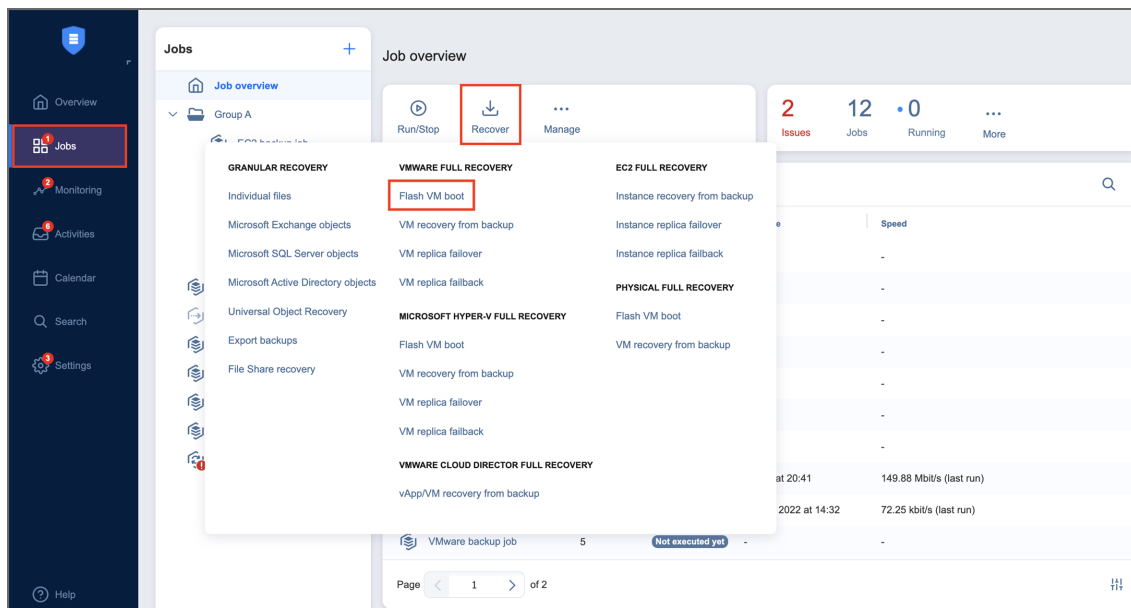 Overview
1
Jobs
2
Monitoring
6
Activities
Calendar
Search
3
Settings
Help
Jobs
+
Job overview
Group A
EC2 backup job
Job overview
Run/Stop
Recover
Manage
2
Issues
12
Jobs
0
Running
More
GRANULAR RECOVERY
Individual files
Microsoft Exchange objects
Microsoft SQL Server objects
Microsoft Active Directory objects
Universal Object Recovery
Export backups
File Share recovery
VMWARE FULL RECOVERY
Flash VM boot
VM recovery from backup
VM replica failover
VM replica failback
MICROSOFT HYPER-V FULL RECOVERY
Flash VM boot
VM recovery from backup
VM replica failover
VM replica failback
VMWARE CLOUD DIRECTOR FULL RECOVERY
vApp/VM recovery from backup
EC2 FULL RECOVERY
Instance recovery from backup
Instance replica failover
Instance replica failback
PHYSICAL FULL RECOVERY
Flash VM boot
VM recovery from backup
Speed
-
-
-
-
-
-
-
at 20:41 149.88 Mbit/s (last run)
2022 at 14:32 72.25 kbit/s (last run)
VMware backup job 5 Not executed yet - -
Page 1 of 2